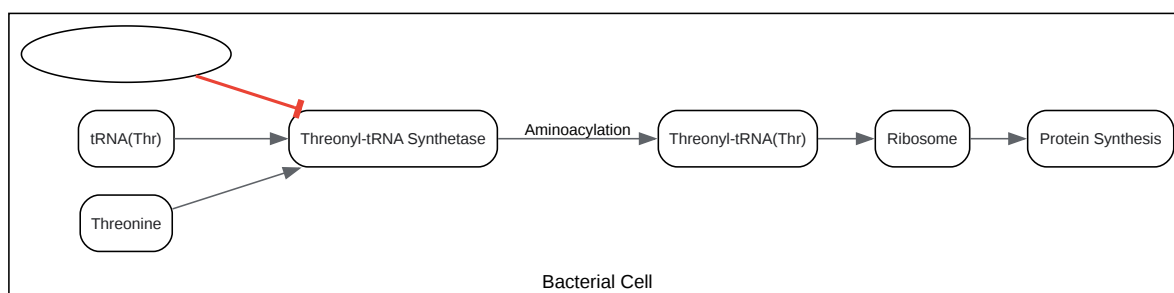 tRNA(Thr)
Threonyl-tRNA Synthetase
Aminoacylation
Threonyl-tRNA(Thr)
Ribosome
Protein Synthesis
Threonine
Bacterial Cell